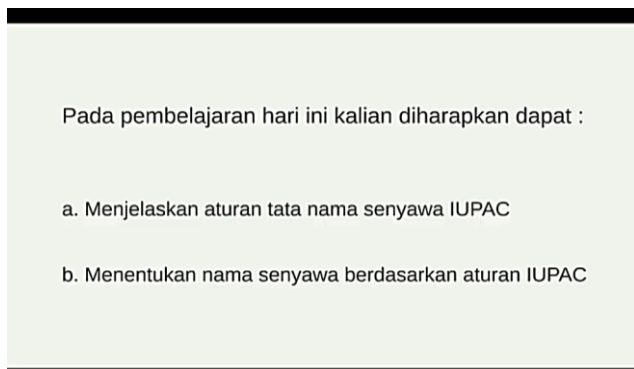 Pada pembelajaran hari ini kalian diharapkan dapat :
a. Menjelaskan aturan tata nama senyawa IUPAC
b. Menentukan nama senyawa berdasarkan aturan IUPAC